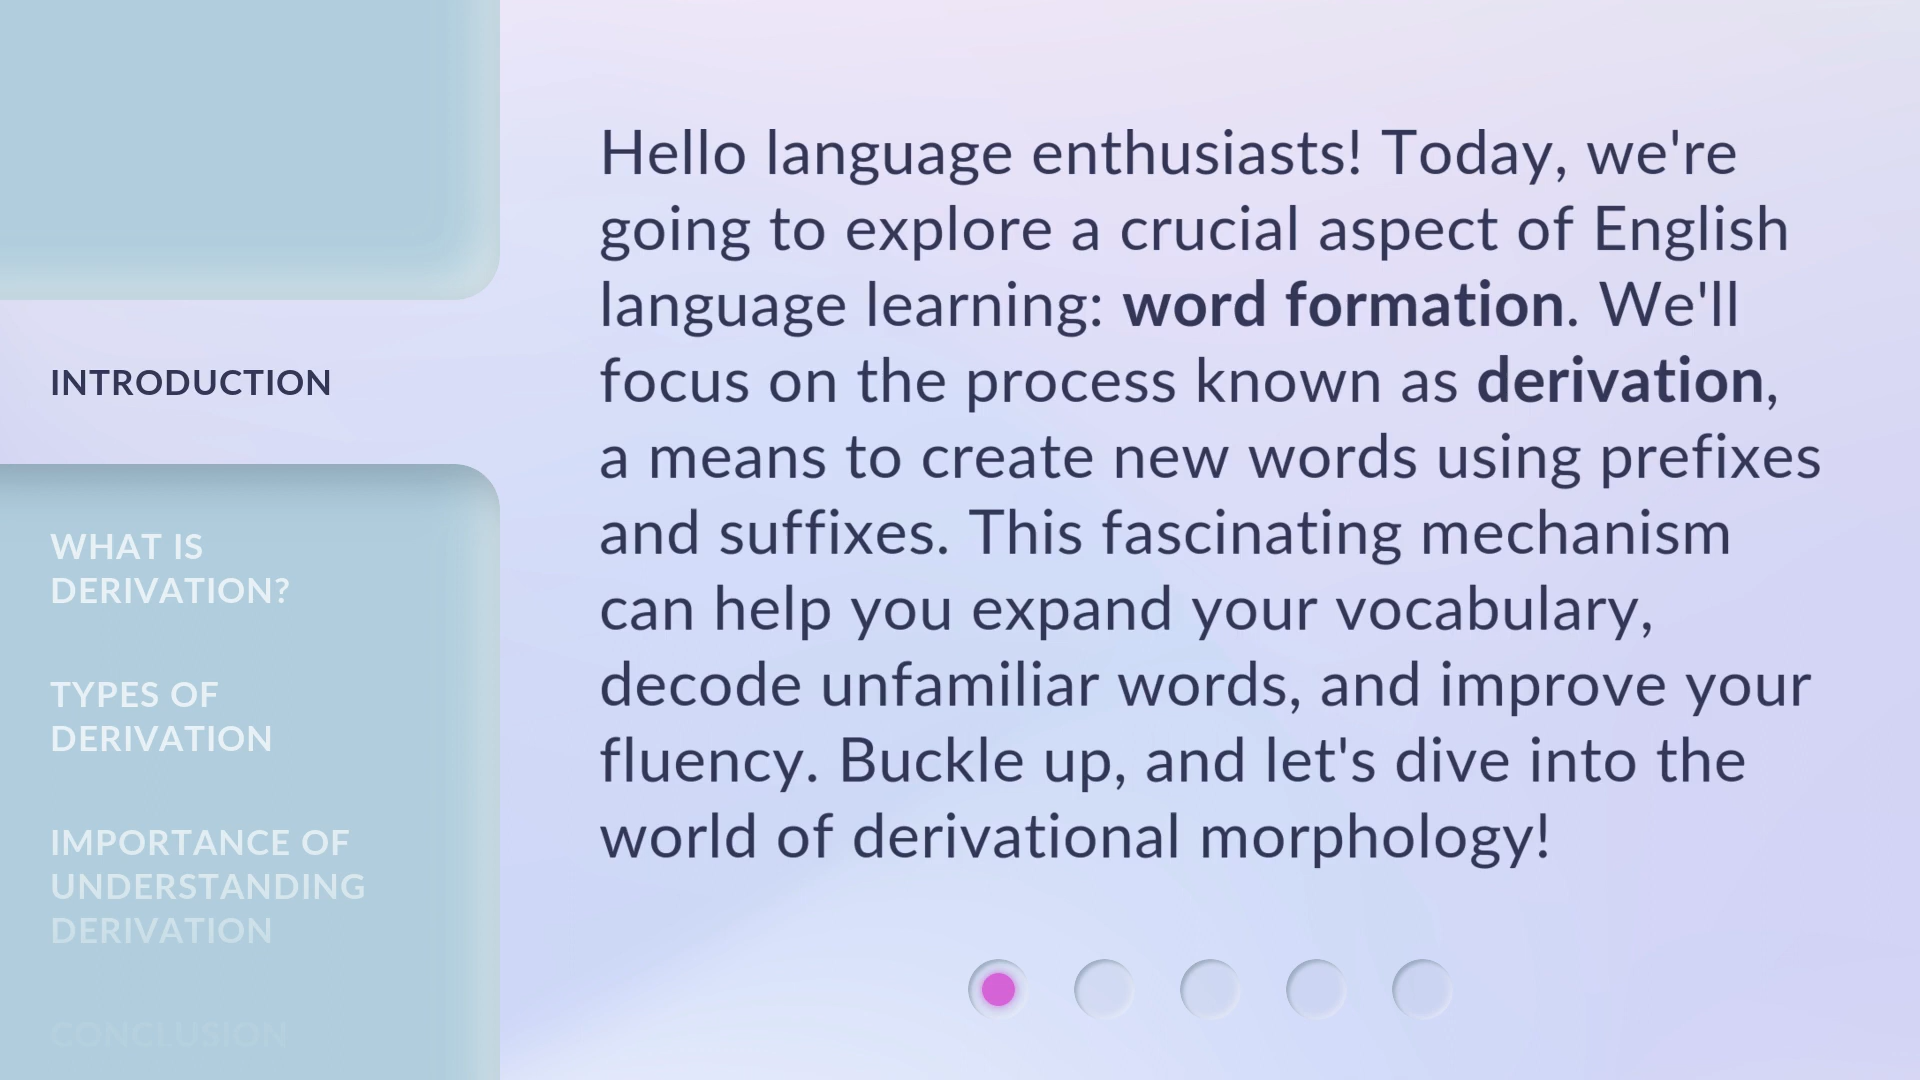 INTRODUCTION
WHAT IS
DERIVATION?
TYPES OF
DERIVATION
IMPORTANCE OF
UNDERSTANDING
DERIVATION
CONCLUSION
Hello language enthusiasts! Today, we're
going to explore a crucial aspect of English
language learning: word formation. We'll
focus on the process known as derivation,
a means to create new words using prefixes
and suffixes. This fascinating mechanism
can help you expand your vocabulary,
decode unfamiliar words, and improve your
fluency. Buckle up, and let's dive into the
world of derivational morphology!